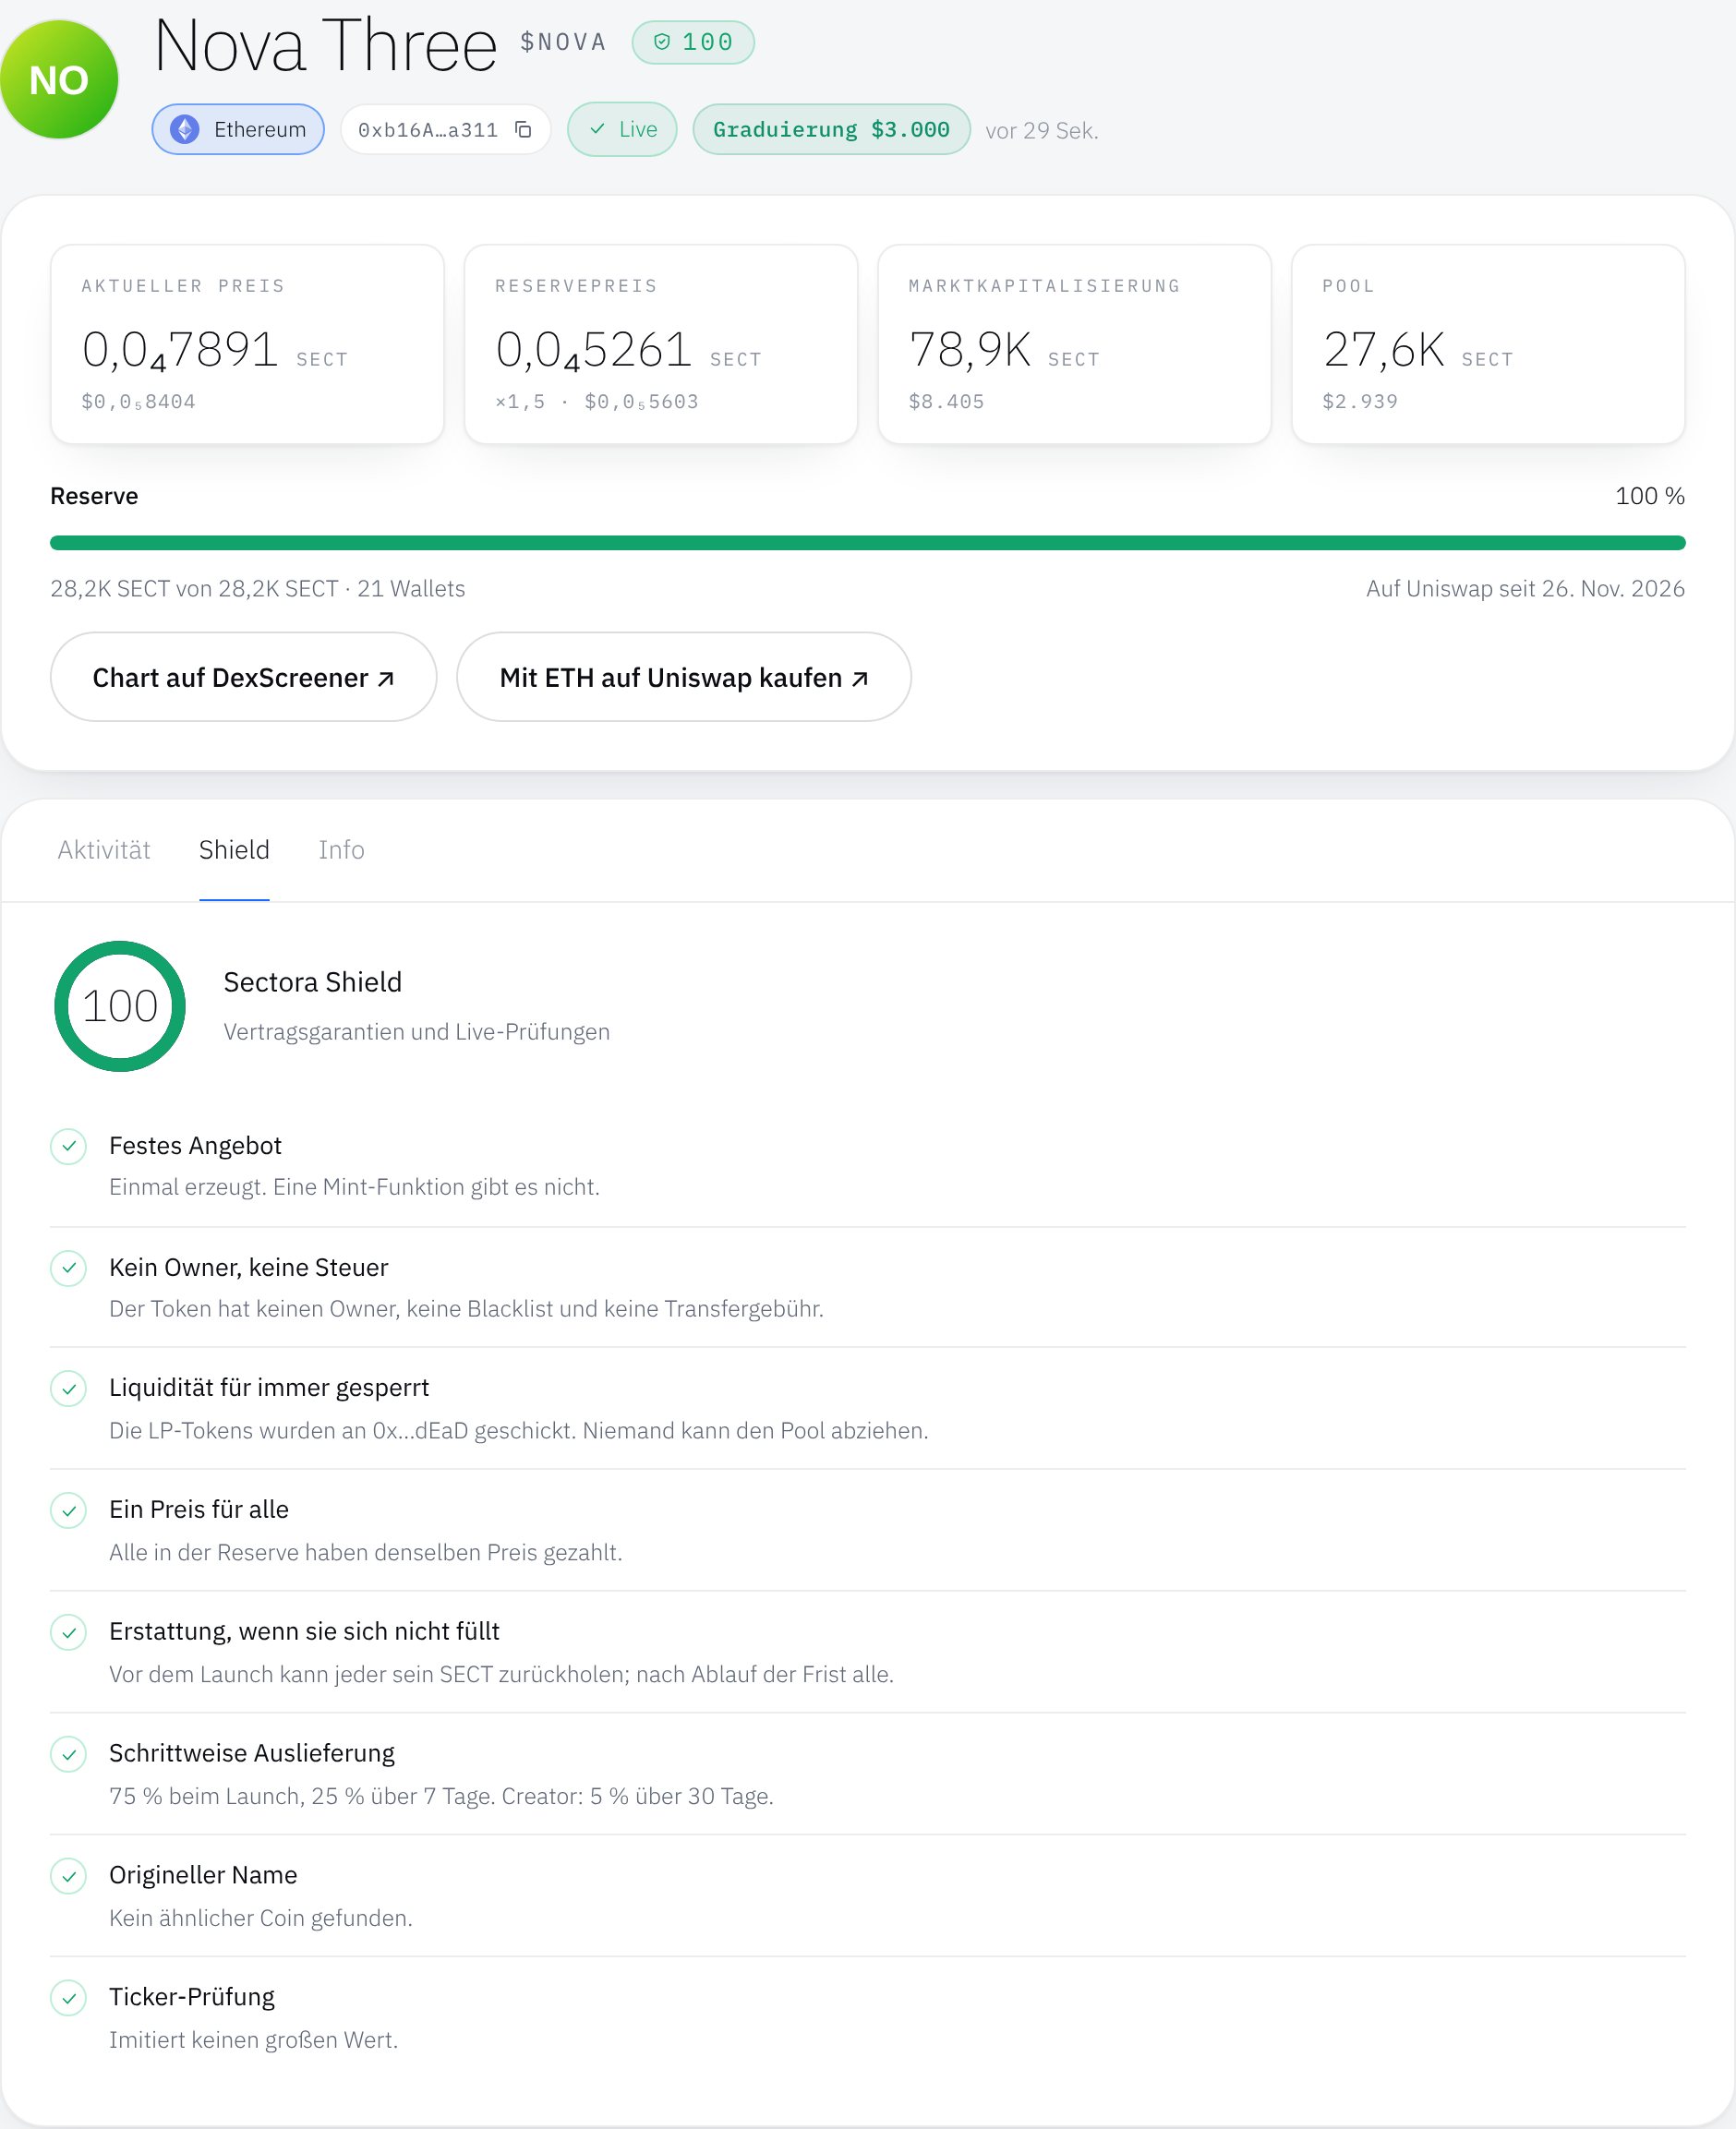 NO
Nova Three $NOVA 100
Ethereum 0xb16A…a311 Live Graduierung $3.000 vor 29 Sek.
AKTUELLER PREIS
0,0₄7891 SECT
$0,0₅8404
RESERVEPREIS
0,0₄5261 SECT
×1,5 · $0,0₅5603
MARKTKAPITALISIERUNG
78,9K SECT
$8.405
POOL
27,6K SECT
$2.939
Reserve 100 %
28,2K SECT von 28,2K SECT · 21 Wallets Auf Uniswap seit 26. Nov. 2026
Chart auf DexScreener ↗ Mit ETH auf Uniswap kaufen ↗
Aktivität Shield Info
100
Sectora Shield
Vertragsgarantien und Live-Prüfungen
Festes Angebot
Einmal erzeugt. Eine Mint-Funktion gibt es nicht.
Kein Owner, keine Steuer
Der Token hat keinen Owner, keine Blacklist und keine Transfergebühr.
Liquidität für immer gesperrt
Die LP-Tokens wurden an 0x…dEaD geschickt. Niemand kann den Pool abziehen.
Ein Preis für alle
Alle in der Reserve haben denselben Preis gezahlt.
Erstattung, wenn sie sich nicht füllt
Vor dem Launch kann jeder sein SECT zurückholen; nach Ablauf der Frist alle.
Schrittweise Auslieferung
75 % beim Launch, 25 % über 7 Tage. Creator: 5 % über 30 Tage.
Origineller Name
Kein ähnlicher Coin gefunden.
Ticker-Prüfung
Imitiert keinen großen Wert.